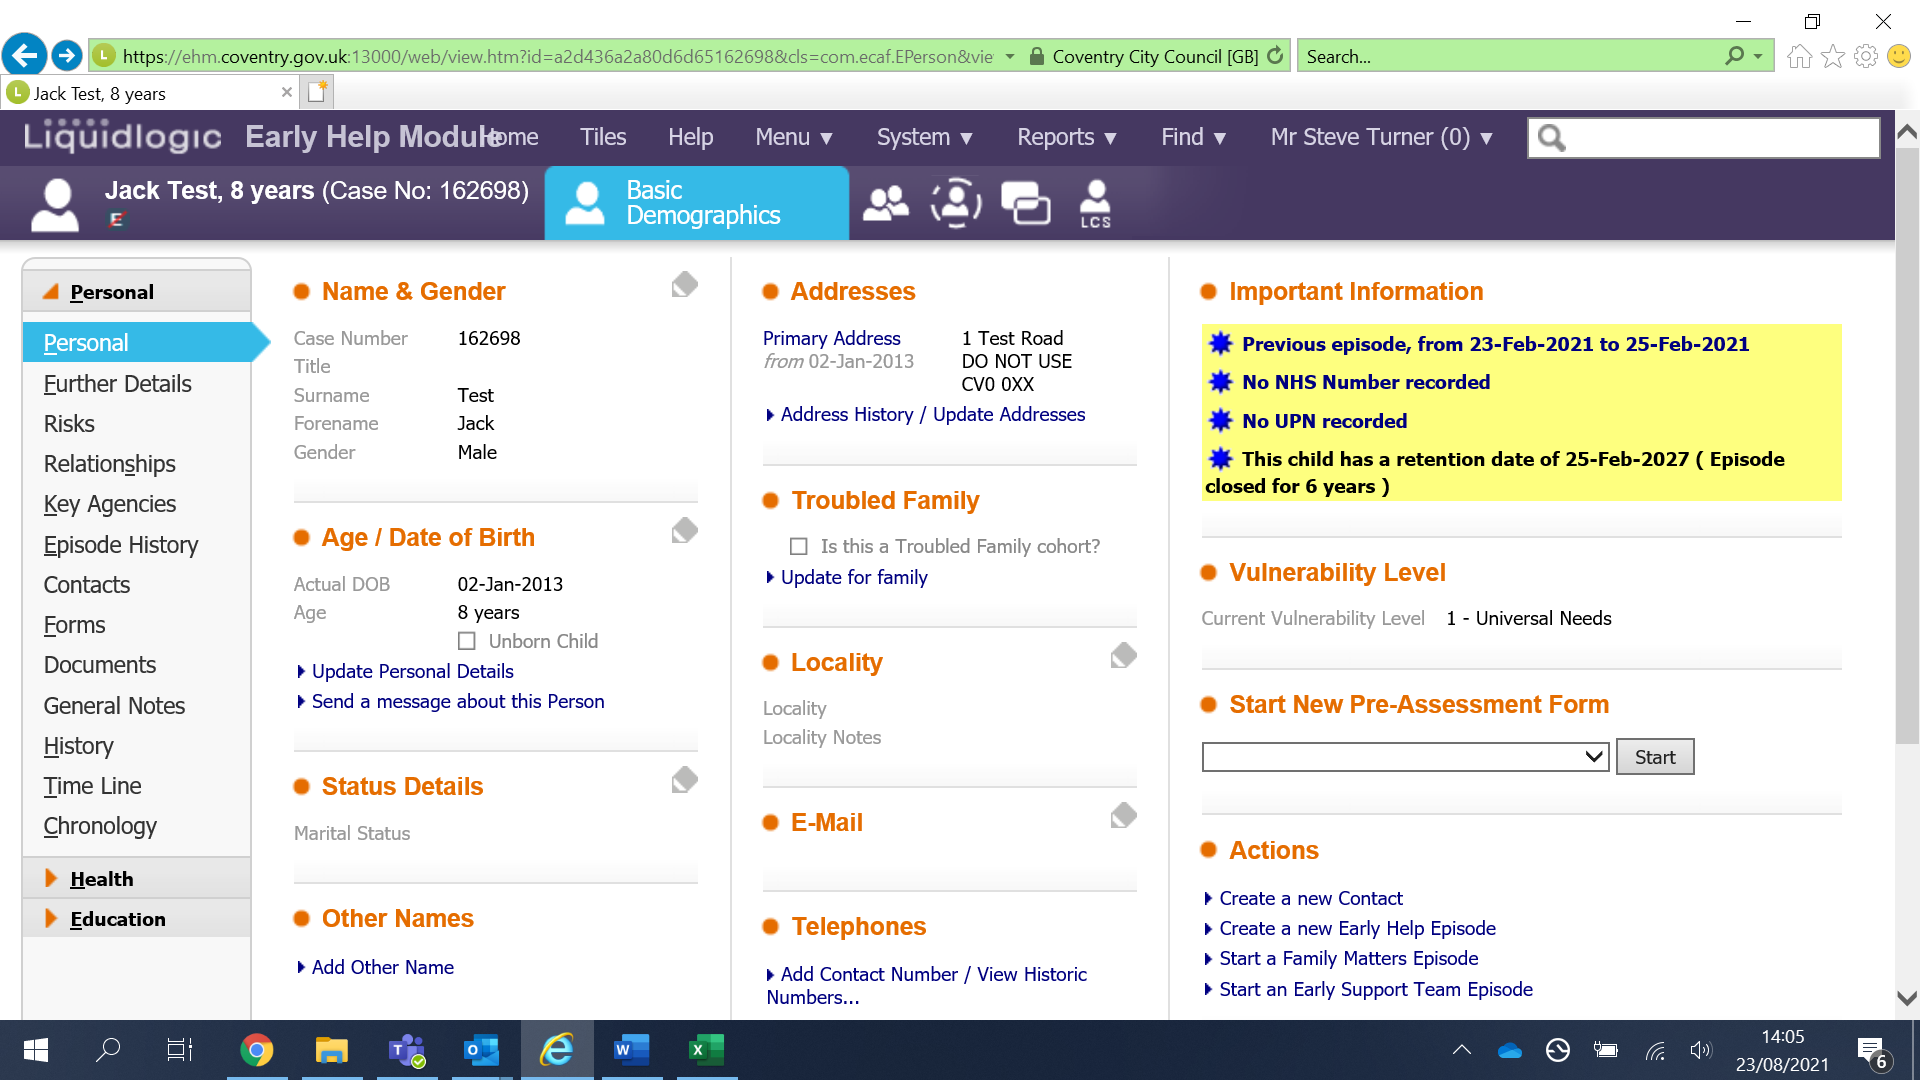 https://ehm.coventry.gov.uk:13000/web/view.htm?id=a2d436a2a80d6d65162698&cls=com.ecaf.EPerson&vie
Coventry City Council [GB]
Search...
Jack Test, 8 years
Liquidlogic
Early Help Module
Home
Tiles
Help
Menu ▼
System ▼
Reports ▼
Find ▼
Mr Steve Turner (0) ▼
Jack Test, 8 years (Case No: 162698)
Basic
Demographics
LCS
Personal
Personal
Further Details
Risks
Relationships
Key Agencies
Episode History
Contacts
Forms
Documents
General Notes
History
Time Line
Chronology
Health
Education
Name & Gender
Case Number 162698
Title
Surname Test
Forename Jack
Gender Male
Age / Date of Birth
Actual DOB 02-Jan-2013
Age 8 years
Unborn Child
Update Personal Details
Send a message about this Person
Status Details
Marital Status
Other Names
Add Other Name
Addresses
Primary Address 1 Test Road
from 02-Jan-2013 DO NOT USE
CV0 0XX
Address History / Update Addresses
Troubled Family
Is this a Troubled Family cohort?
Update for family
Locality
Locality
Locality Notes
E-Mail
Telephones
Add Contact Number / View Historic
Numbers...
Important Information
Previous episode, from 23-Feb-2021 to 25-Feb-2021
No NHS Number recorded
No UPN recorded
This child has a retention date of 25-Feb-2027 ( Episode
closed for 6 years )
Vulnerability Level
Current Vulnerability Level 1 - Universal Needs
Start New Pre-Assessment Form
Start
Actions
Create a new Contact
Create a new Early Help Episode
Start a Family Matters Episode
Start an Early Support Team Episode
14:05
23/08/2021
6